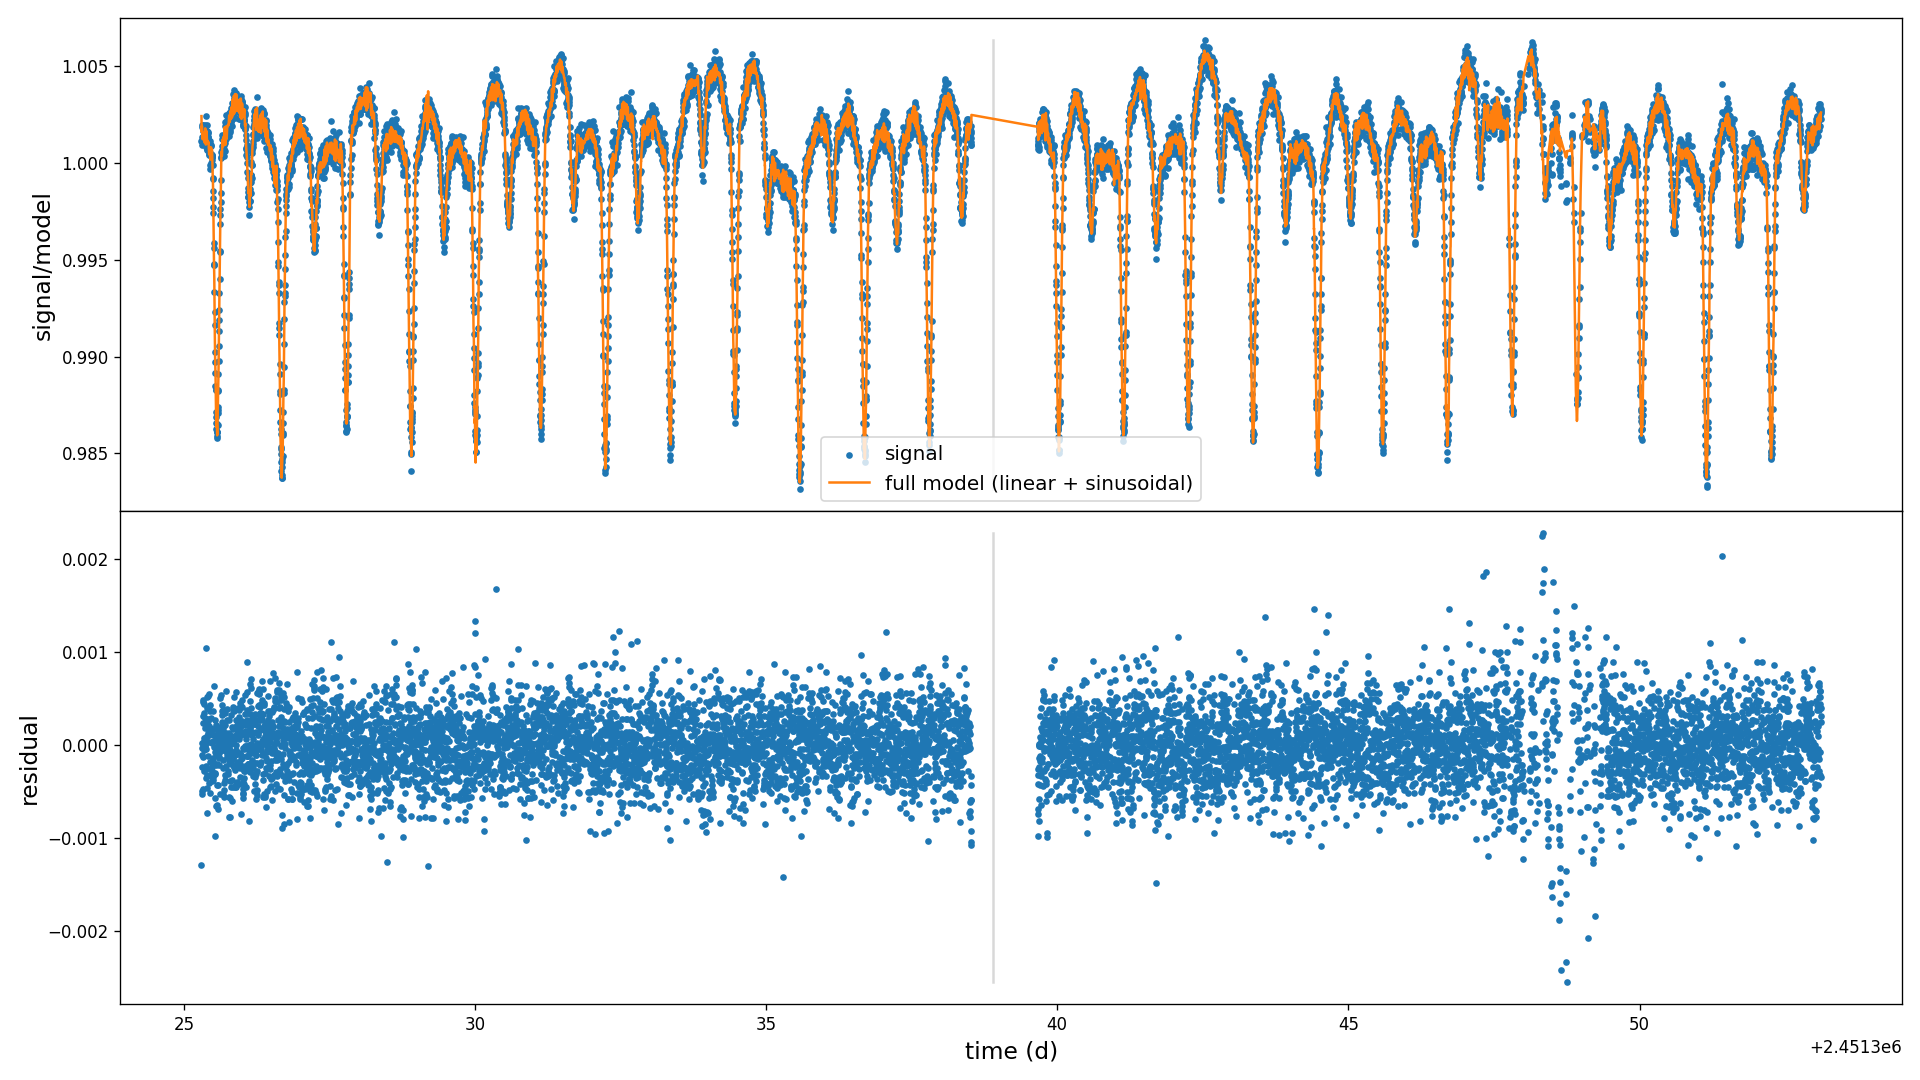 1.005
1.000
0.995
0.990
0.985
signal/model
signal
full model (linear + sinusoidal)
0.002
0.001
0.000
−0.001
−0.002
residual
25 30 35 40 45 50
time (d)
+2.4513e6